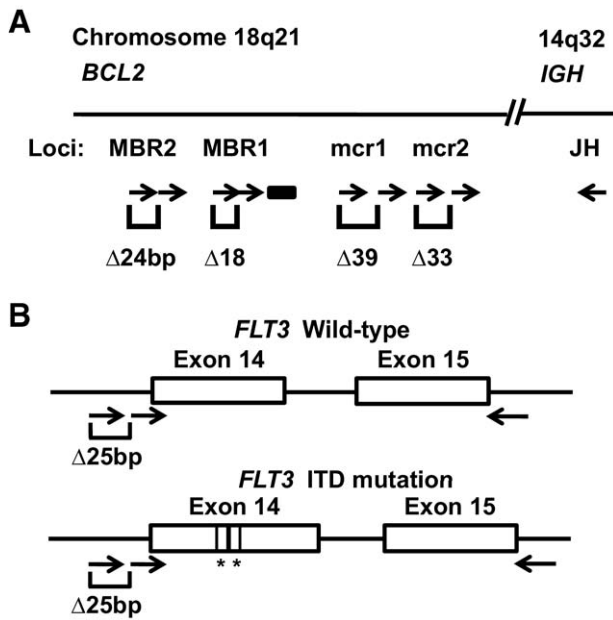 A
Chromosome 18q21 14q32
BCL2 IGH
Loci: MBR2 MBR1 mcr1 mcr2 JH
Δ24bp Δ18 Δ39 Δ33
B
FLT3 Wild-type
Exon 14 Exon 15
Δ25bp
FLT3 ITD mutation
Exon 14 Exon 15
* *
Δ25bp